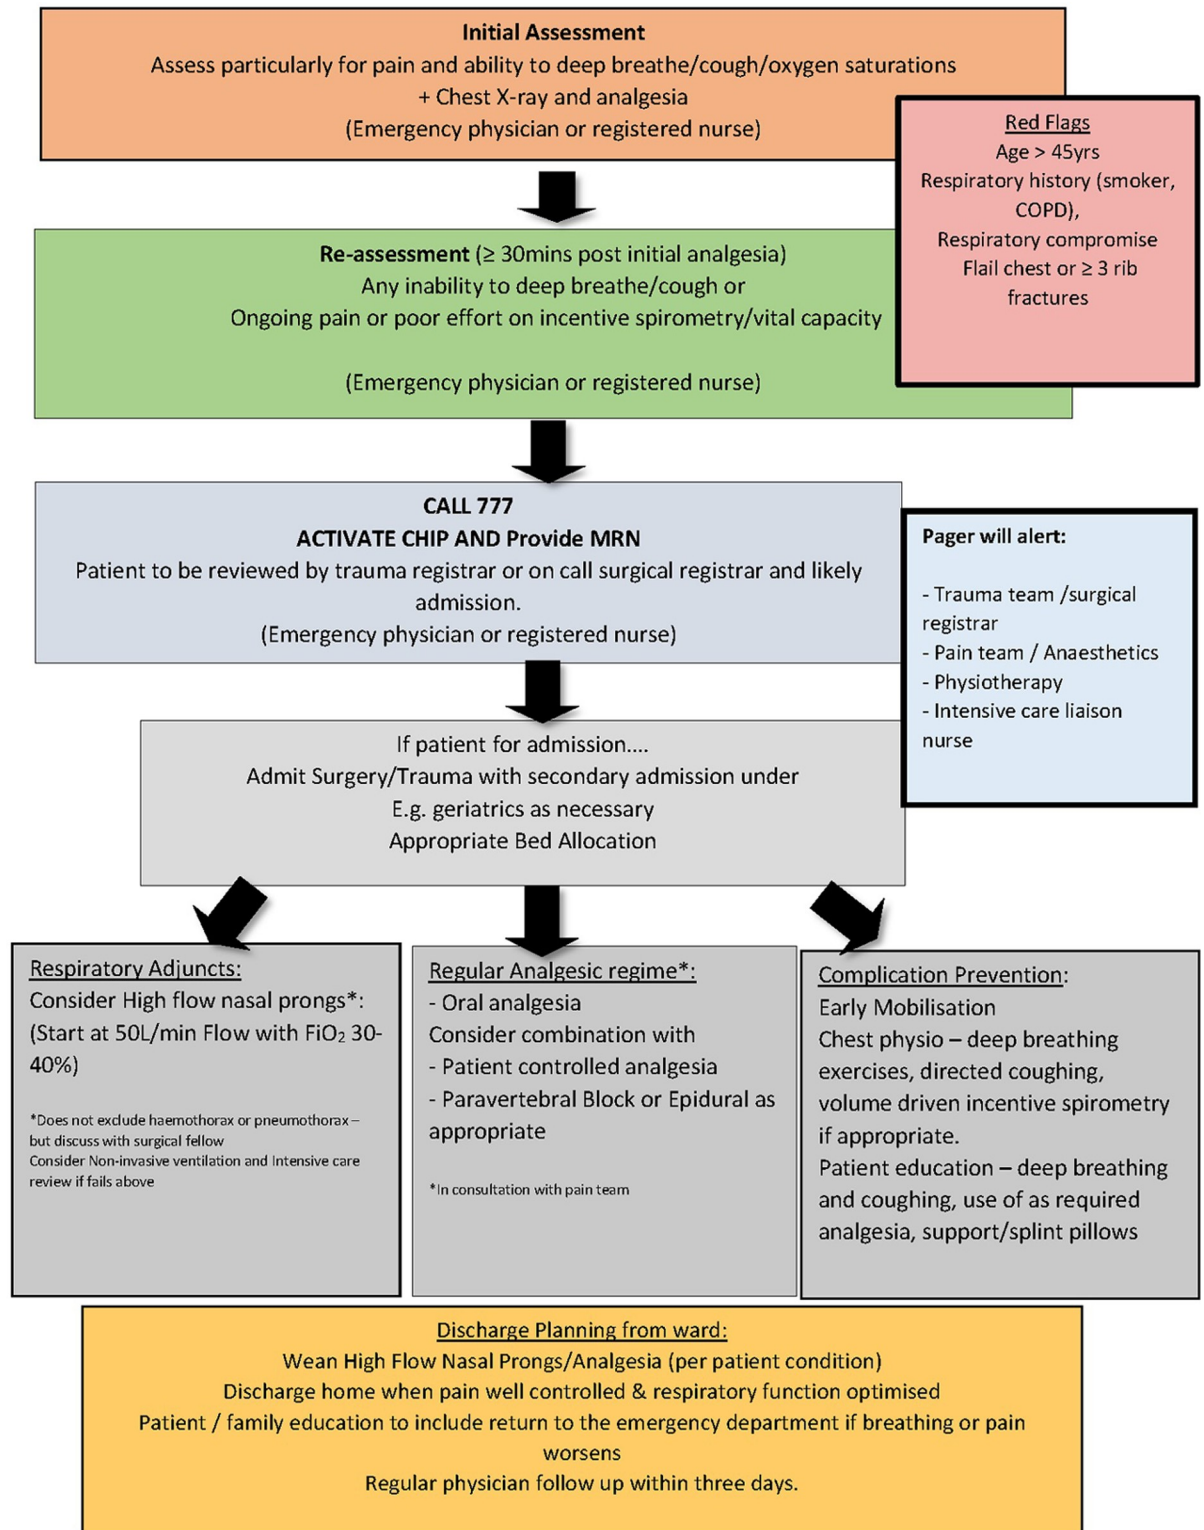 Initial Assessment
Assess particularly for pain and ability to deep breathe/cough/oxygen saturations
+ Chest X-ray and analgesia
(Emergency physician or registered nurse)
Red Flags
Age > 45yrs
Respiratory history (smoker,
COPD),
Respiratory compromise
Flail chest or ≥ 3 rib
fractures
Re-assessment (≥ 30mins post initial analgesia)
Any inability to deep breathe/cough or
Ongoing pain or poor effort on incentive spirometry/vital capacity
(Emergency physician or registered nurse)
CALL 777
ACTIVATE CHIP AND Provide MRN
Patient to be reviewed by trauma registrar or on call surgical registrar and likely
admission.
(Emergency physician or registered nurse)
Pager will alert:
- Trauma team /surgical
registrar
- Pain team / Anaesthetics
- Physiotherapy
- Intensive care liaison
nurse
If patient for admission....
Admit Surgery/Trauma with secondary admission under
E.g. geriatrics as necessary
Appropriate Bed Allocation
Respiratory Adjuncts:
Consider High flow nasal prongs*:
(Start at 50L/min Flow with FiO₂ 30-
40%)
*Does not exclude haemothorax or pneumothorax –
but discuss with surgical fellow
Consider Non-invasive ventilation and Intensive care
review if fails above
Regular Analgesic regime*:
- Oral analgesia
Consider combination with
- Patient controlled analgesia
- Paravertebral Block or Epidural as
appropriate
*In consultation with pain team
Complication Prevention:
Early Mobilisation
Chest physio – deep breathing
exercises, directed coughing,
volume driven incentive spirometry
if appropriate.
Patient education – deep breathing
and coughing, use of as required
analgesia, support/splint pillows
Discharge Planning from ward:
Wean High Flow Nasal Prongs/Analgesia (per patient condition)
Discharge home when pain well controlled & respiratory function optimised
Patient / family education to include return to the emergency department if breathing or pain
worsens
Regular physician follow up within three days.